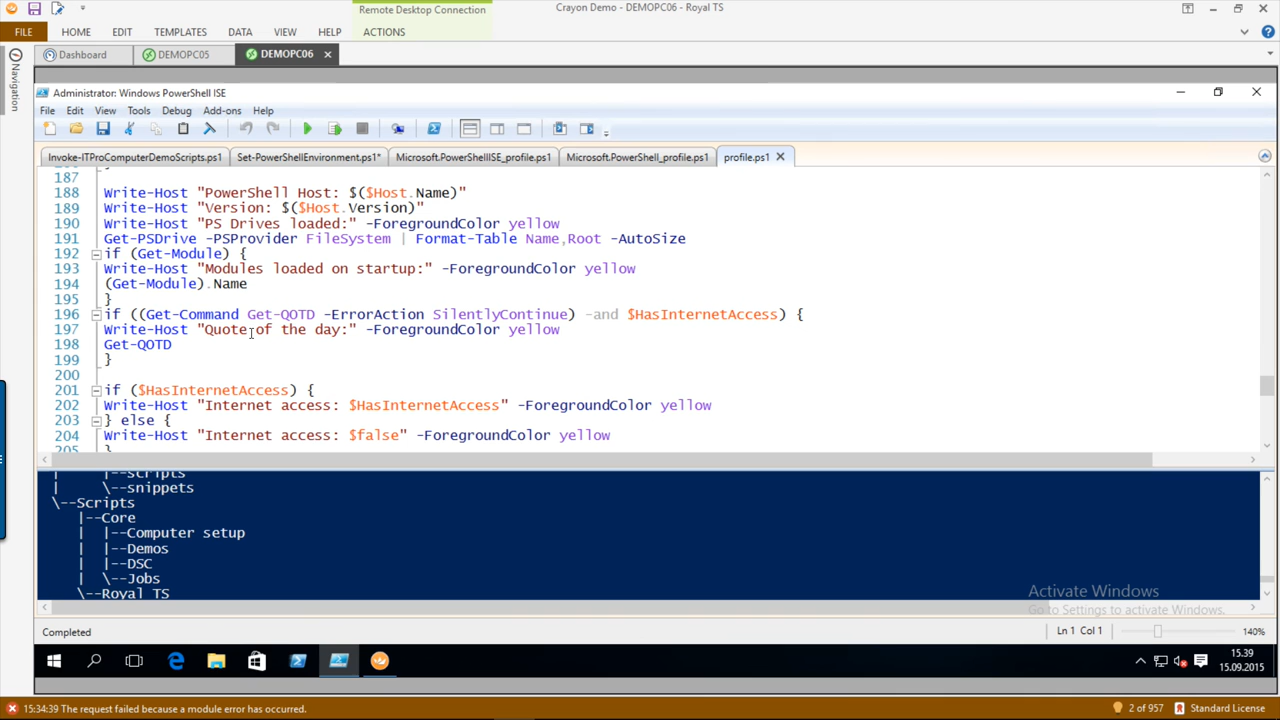 Remote Desktop Connection
Crayon Demo - DEMOPC06 - Royal TS
FILE HOME EDIT TEMPLATES DATA VIEW HELP ACTIONS
Dashboard DEMOPC05 DEMOPC06
Navigation
Administrator: Windows PowerShell ISE
File Edit View Tools Debug Add-ons Help
Invoke-ITProComputerDemoScripts.ps1 Set-PowerShellEnvironment.ps1* Microsoft.PowerShellISE_profile.ps1 Microsoft.PowerShell_profile.ps1 profile.ps1
187
188 Write-Host "PowerShell Host: $($Host.Name)"
189 Write-Host "Version: $($Host.Version)"
190 Write-Host "PS Drives loaded:" -ForegroundColor yellow
191 Get-PSDrive -PSProvider FileSystem | Format-Table Name,Root -AutoSize
192 if (Get-Module) {
193 Write-Host "Modules loaded on startup:" -ForegroundColor yellow
194 (Get-Module).Name
195 }
196 if ((Get-Command Get-QOTD -ErrorAction SilentlyContinue) -and $HasInternetAccess) {
197 Write-Host "Quote of the day:" -ForegroundColor yellow
198 Get-QOTD
199 }
200
201 if ($HasInternetAccess) {
202 Write-Host "Internet access: $HasInternetAccess" -ForegroundColor yellow
203 } else {
204 Write-Host "Internet access: $false" -ForegroundColor yellow
205 }
| |--scripts
| \--snippets
\--Scripts
|--Core
| |--Computer setup
| |--Demos
| |--DSC
| \--Jobs
\--Royal TS
Activate Windows
Go to Settings to activate Windows.
Completed
Ln 1 Col 1
140%
15.39
15.09.2015
15:34:39 The request failed because a module error has occurred.
2 of 957
Standard License